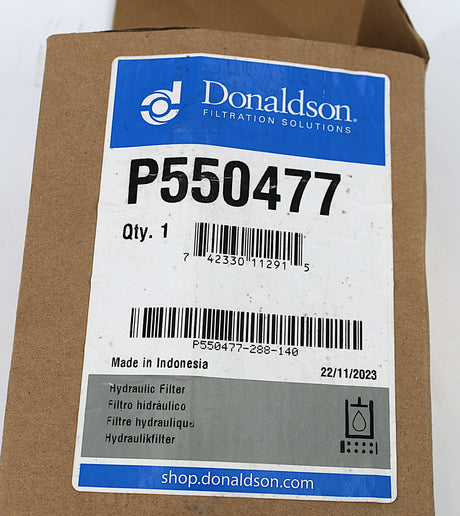 Donaldson®
FILTRATION SOLUTIONS
P550477
Qty. 1
7 42330 11291 5
P550477-288-140
Made in Indonesia
22/11/2023
Hydraulic Filter
Filtro hidráulico
Filtre hydraulique
Hydraulikfilter
shop.donaldson.com